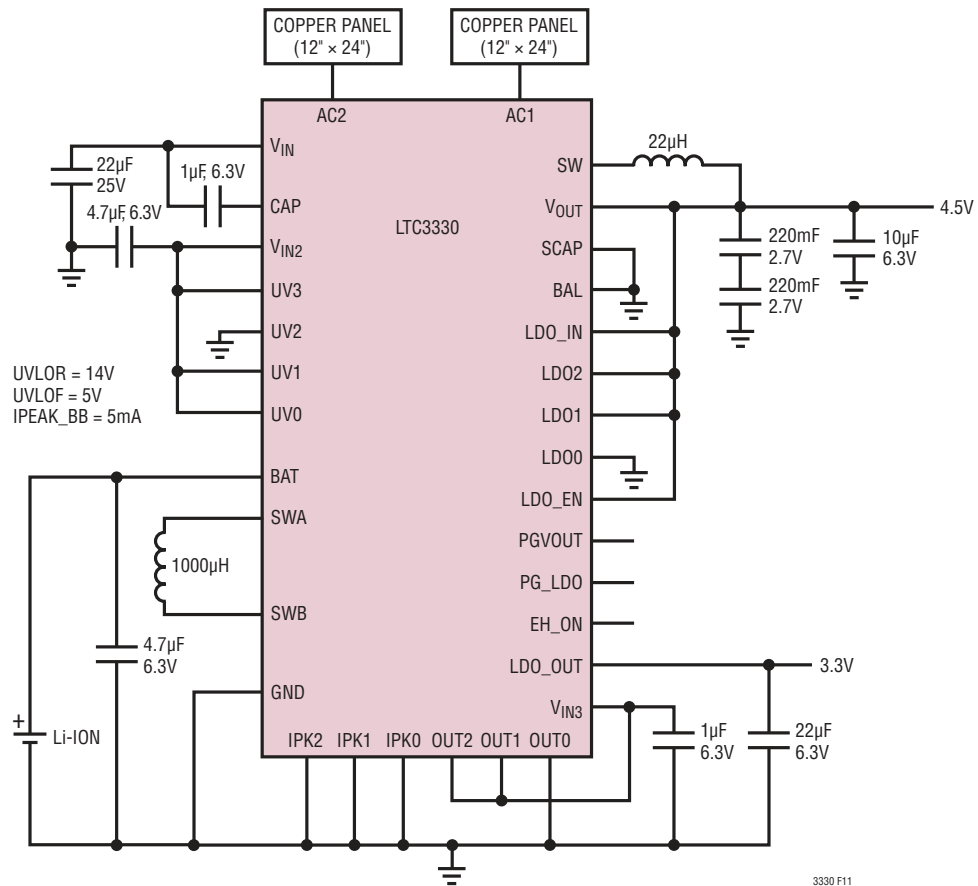 COPPER PANEL
(12" × 24")
COPPER PANEL
(12" × 24")
AC2
AC1
VIN
22µF
25V
1µF, 6.3V
CAP
4.7µF, 6.3V
VIN2
UV3
UV2
UV1
UV0
UVLOR = 14V
UVLOF = 5V
IPEAK_BB = 5mA
BAT
SWA
1000µH
SWB
4.7µF
6.3V
GND
+
Li-ION
LTC3330
SW
22µH
VOUT
4.5V
SCAP
220mF
2.7V
10µF
6.3V
BAL
220mF
2.7V
LDO_IN
LDO2
LDO1
LDO0
LDO_EN
PGVOUT
PG_LDO
EH_ON
LDO_OUT
3.3V
VIN3
1µF
6.3V
22µF
6.3V
IPK2 IPK1 IPK0 OUT2 OUT1 OUT0
3330 F11